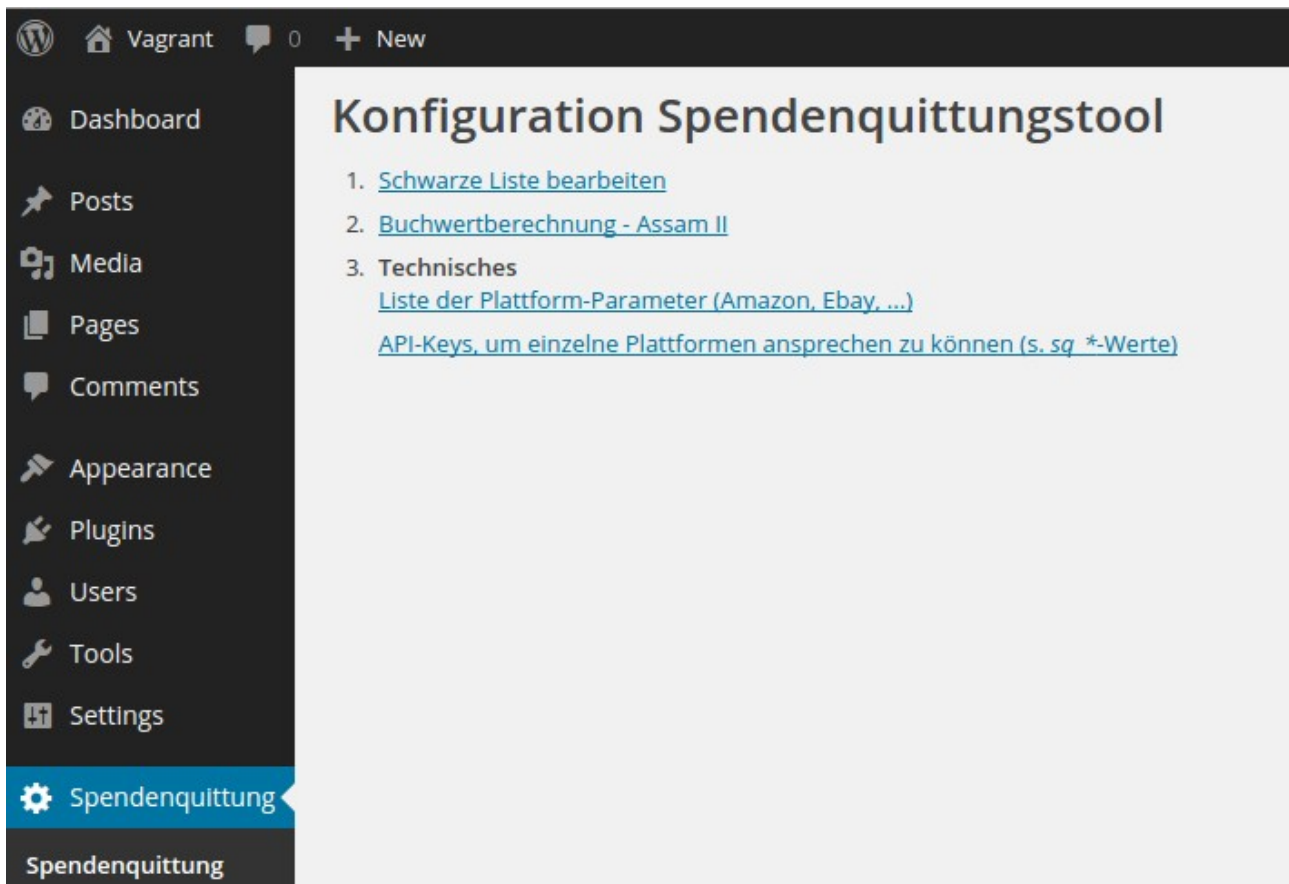 Vagrant 0 + New
Dashboard
Posts
Media
Pages
Comments
Appearance
Plugins
Users
Tools
Settings
Spendenquittung
Spendenquittung
Konfiguration Spendenquittungstool
1. Schwarze Liste bearbeiten
2. Buchwertberechnung - Assam II
3. Technisches
Liste der Plattform-Parameter (Amazon, Ebay, ...)
API-Keys, um einzelne Plattformen ansprechen zu können (s. sq_*-Werte)